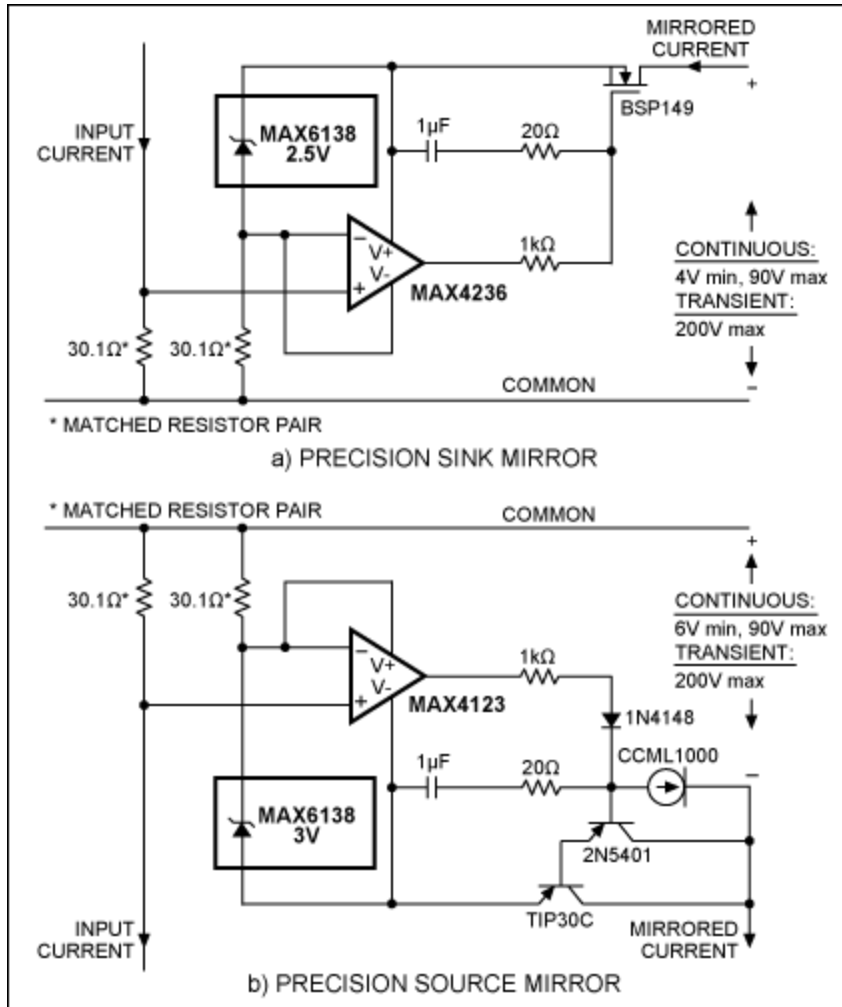 MIRRORED
CURRENT
BSP149
INPUT
CURRENT
MAX6138
2.5V
1µF
20Ω
1kΩ
V+
V-
MAX4236
CONTINUOUS:
4V min, 90V max
TRANSIENT:
200V max
30.1Ω*
30.1Ω*
COMMON
* MATCHED RESISTOR PAIR
a) PRECISION SINK MIRROR
* MATCHED RESISTOR PAIR
COMMON
30.1Ω*
30.1Ω*
CONTINUOUS:
6V min, 90V max
TRANSIENT:
200V max
1kΩ
V+
V-
MAX4123
1N4148
CCML1000
1µF
20Ω
MAX6138
3V
2N5401
TIP30C
INPUT
CURRENT
MIRRORED
CURRENT
b) PRECISION SOURCE MIRROR